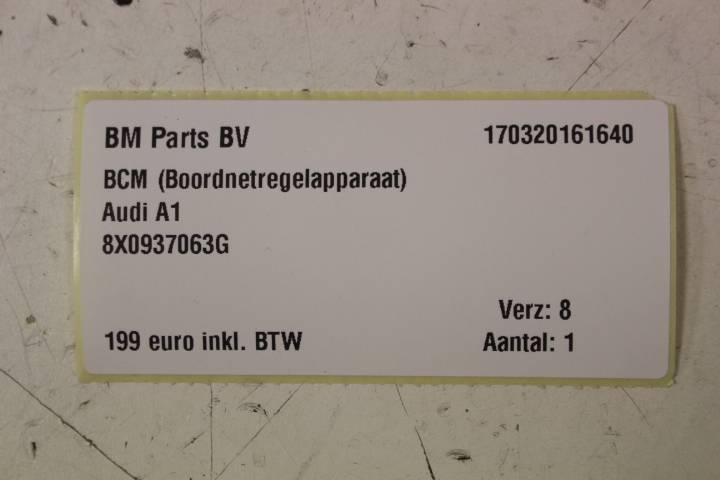 BM Parts BV 170320161640
BCM (Boordnetregelapparaat)
Audi A1
8X0937063G
Verz: 8
199 euro inkl. BTW Aantal: 1